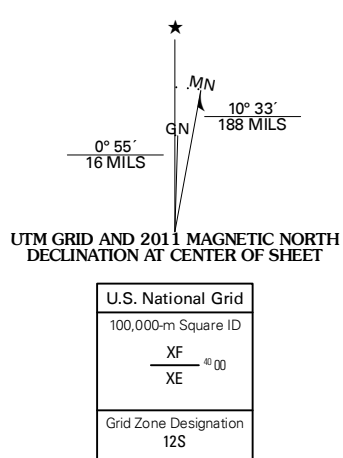 ★
MN
10° 33´
188 MILS
GN
0° 55´
16 MILS
UTM GRID AND 2011 MAGNETIC NORTH
DECLINATION AT CENTER OF SHEET
U.S. National Grid
100,000-m Square ID
XF
40 00
XE
Grid Zone Designation
12S